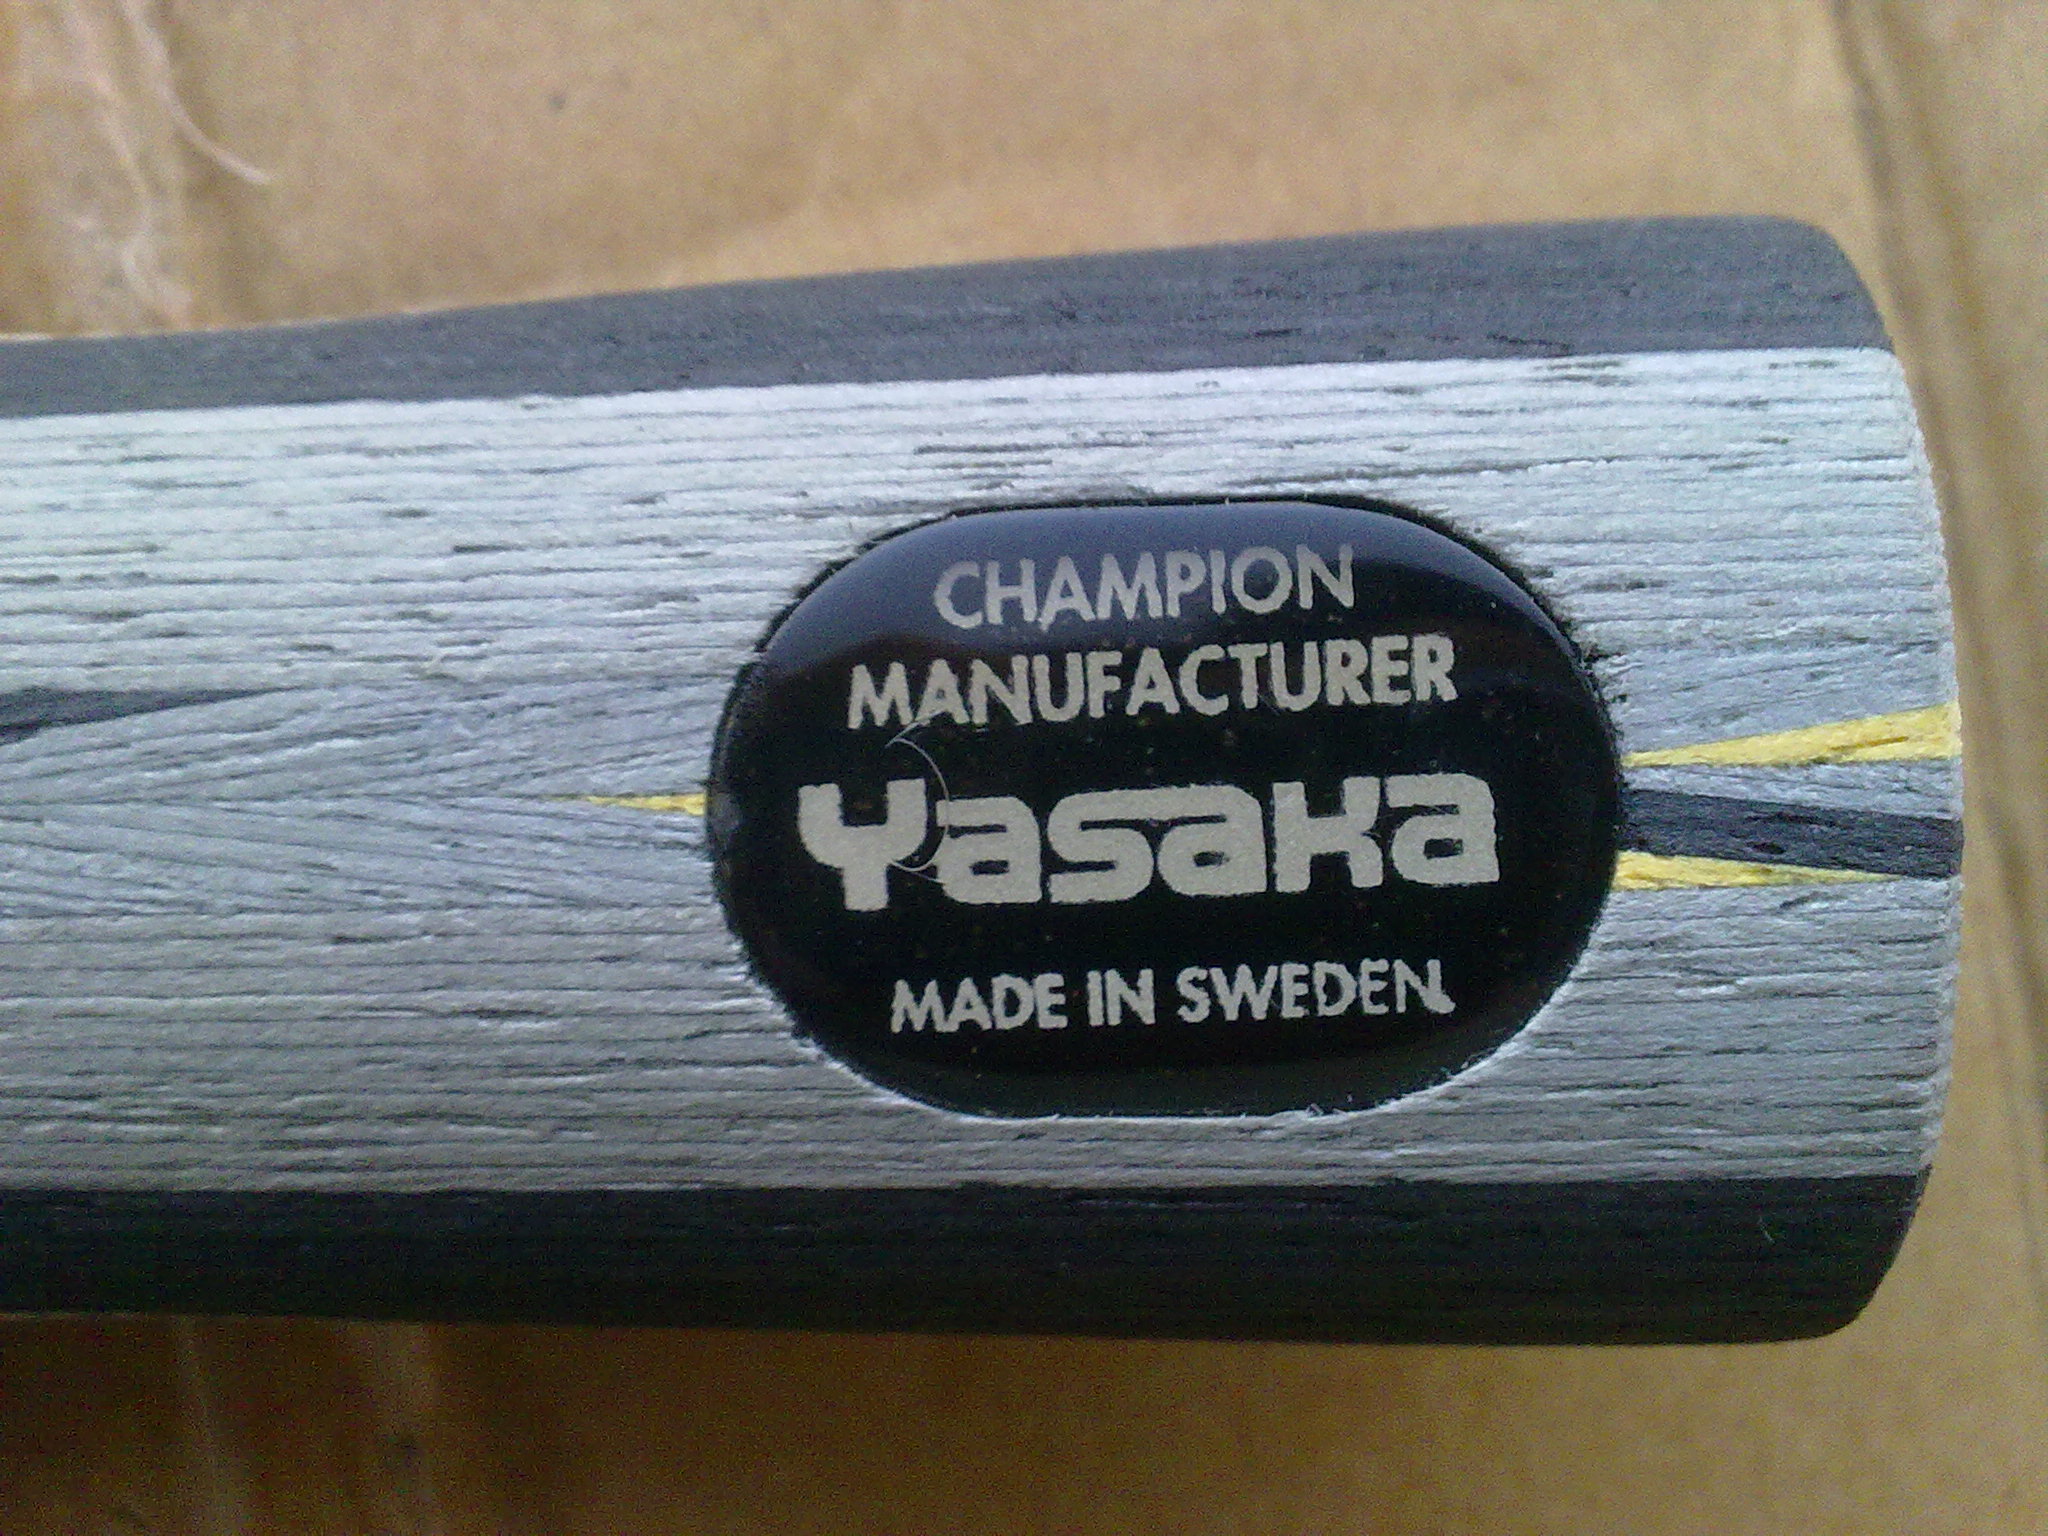 CHAMPION
MANUFACTURER
Yasaka
MADE IN SWEDEN